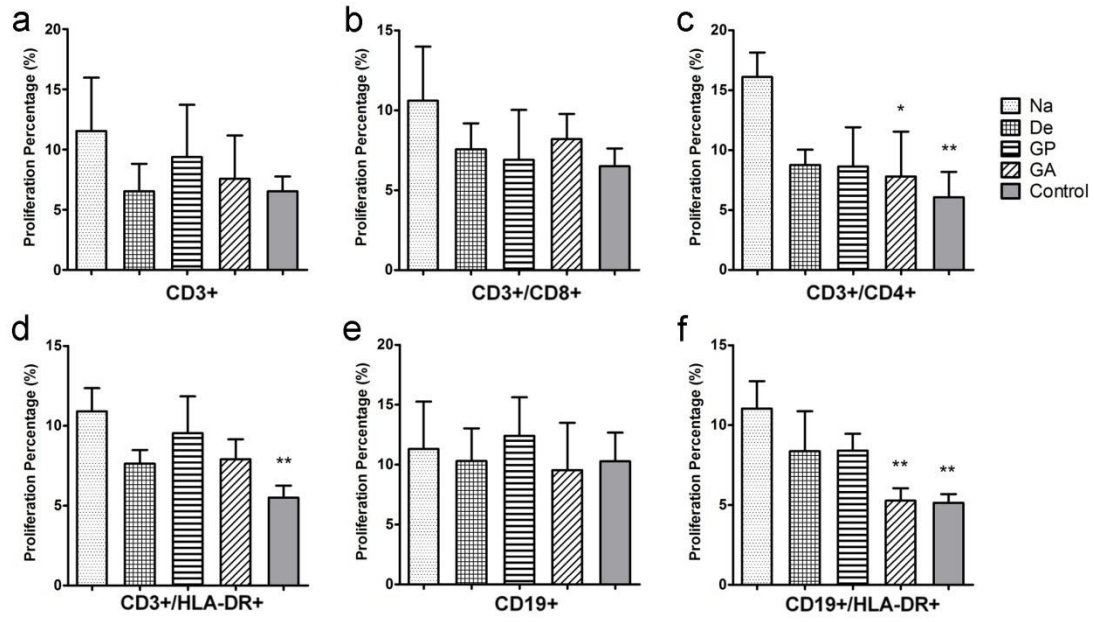 a
Proliferation Percentage (%)
20
15
10
5
0
CD3+
b
Proliferation Percentage (%)
15
10
5
0
CD3+/CD8+
c
Proliferation Percentage (%)
20
15
10
5
0
*
**
CD3+/CD4+
Na
De
GP
GA
Control
d
Proliferation Percentage (%)
15
10
5
0
**
CD3+/HLA-DR+
e
Proliferation Percentage (%)
20
15
10
5
0
CD19+
f
Proliferation Percentage (%)
15
10
5
0
**
**
CD19+/HLA-DR+